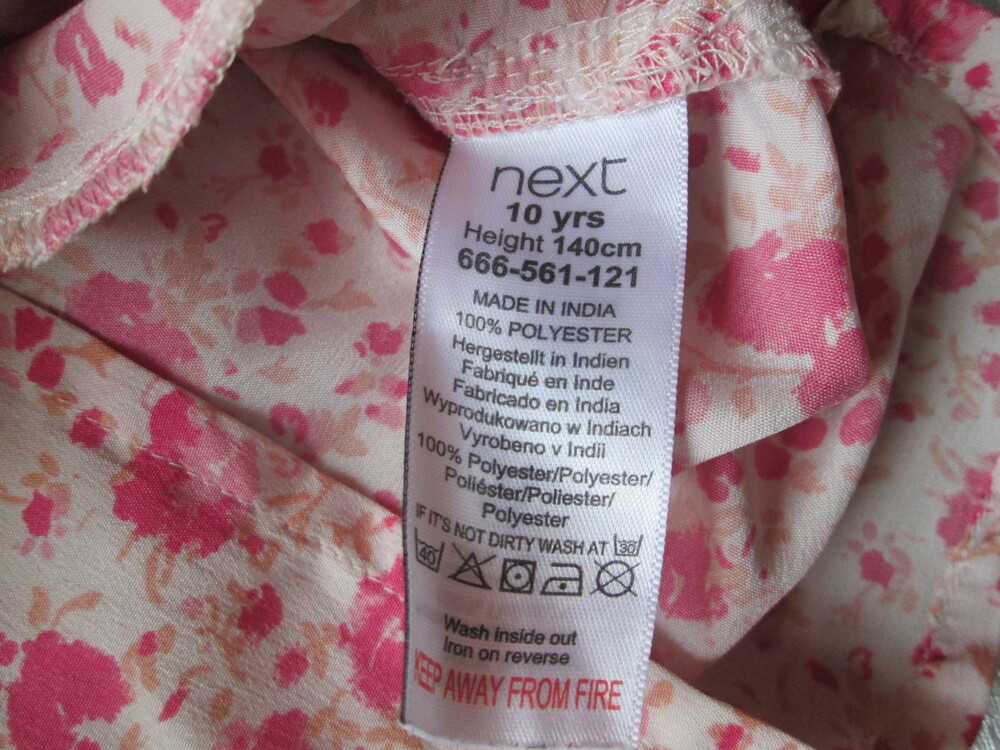 next
10 yrs
Height 140cm
666-561-121
MADE IN INDIA
100% POLYESTER
Hergestellt in Indien
Fabriqué en Inde
Fabricado en India
Wyprodukowano w Indiach
Vyrobeno v Indii
100% Polyester/Polyester/
Poliéster/Poliester/
Polyester
IF IT'S NOT DIRTY WASH AT 30
40
Wash inside out
Iron on reverse
KEEP AWAY FROM FIRE